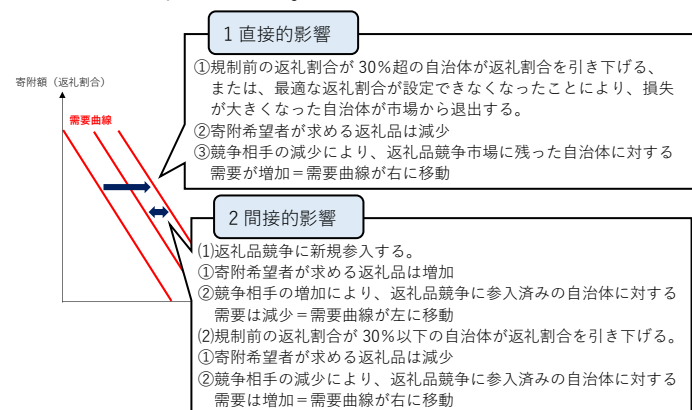 1 直接的影響
①規制前の返礼割合が 30％超の自治体が返礼割合を引き下げる、
または、最適な返礼割合が設定できなくなったことにより、損失
が大きくなった自治体が市場から退出する。
②寄附希望者が求める返礼品は減少
③競争相手の減少により、返礼品競争市場に残った自治体に対する
需要が増加＝需要曲線が右に移動
寄附額（返礼割合）
需要曲線
2 間接的影響
⑴返礼品競争に新規参入する。
①寄附希望者が求める返礼品は増加
②競争相手の増加により、返礼品競争に参入済みの自治体に対する
需要は減少＝需要曲線が左に移動
⑵規制前の返礼割合が 30％以下の自治体が返礼割合を引き下げる。
①寄附希望者が求める返礼品は減少
②競争相手の減少により、返礼品競争に参入済みの自治体に対する
需要は増加＝需要曲線が右に移動